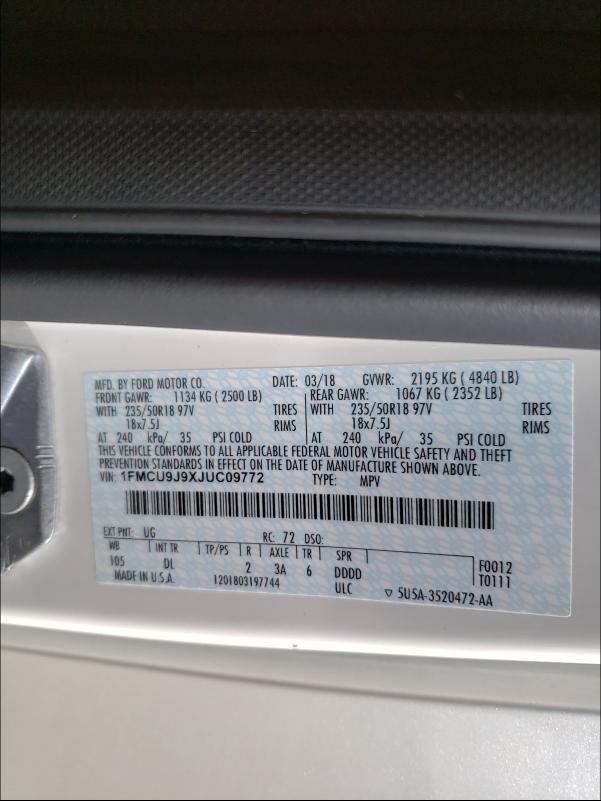 MFD. BY FORD MOTOR CO. DATE: 03/18 GVWR: 2195 KG ( 4840 LB)
FRONT GAWR: 1134 KG ( 2500 LB) REAR GAWR: 1067 KG ( 2352 LB)
WITH 235/50R18 97V TIRES WITH 235/50R18 97V TIRES
18x7.5J RIMS 18x7.5J RIMS
AT 240 kPa/ 35 PSI COLD AT 240 kPa/ 35 PSI COLD
THIS VEHICLE CONFORMS TO ALL APPLICABLE FEDERAL MOTOR VEHICLE SAFETY AND THEFT
PREVENTION STANDARDS IN EFFECT ON THE DATE OF MANUFACTURE SHOWN ABOVE.
VIN: 1FMCU9J9XJUC09772 TYPE: MPV
EXT PNT: UG RC: 72 DSO:
WB INT TR TP/PS R AXLE TR SPR F0012
105 DL 2 3A 6 DDDD T0111
MADE IN U.S.A. 1201803197744 ULC ▽ 5U5A-3520472-AA